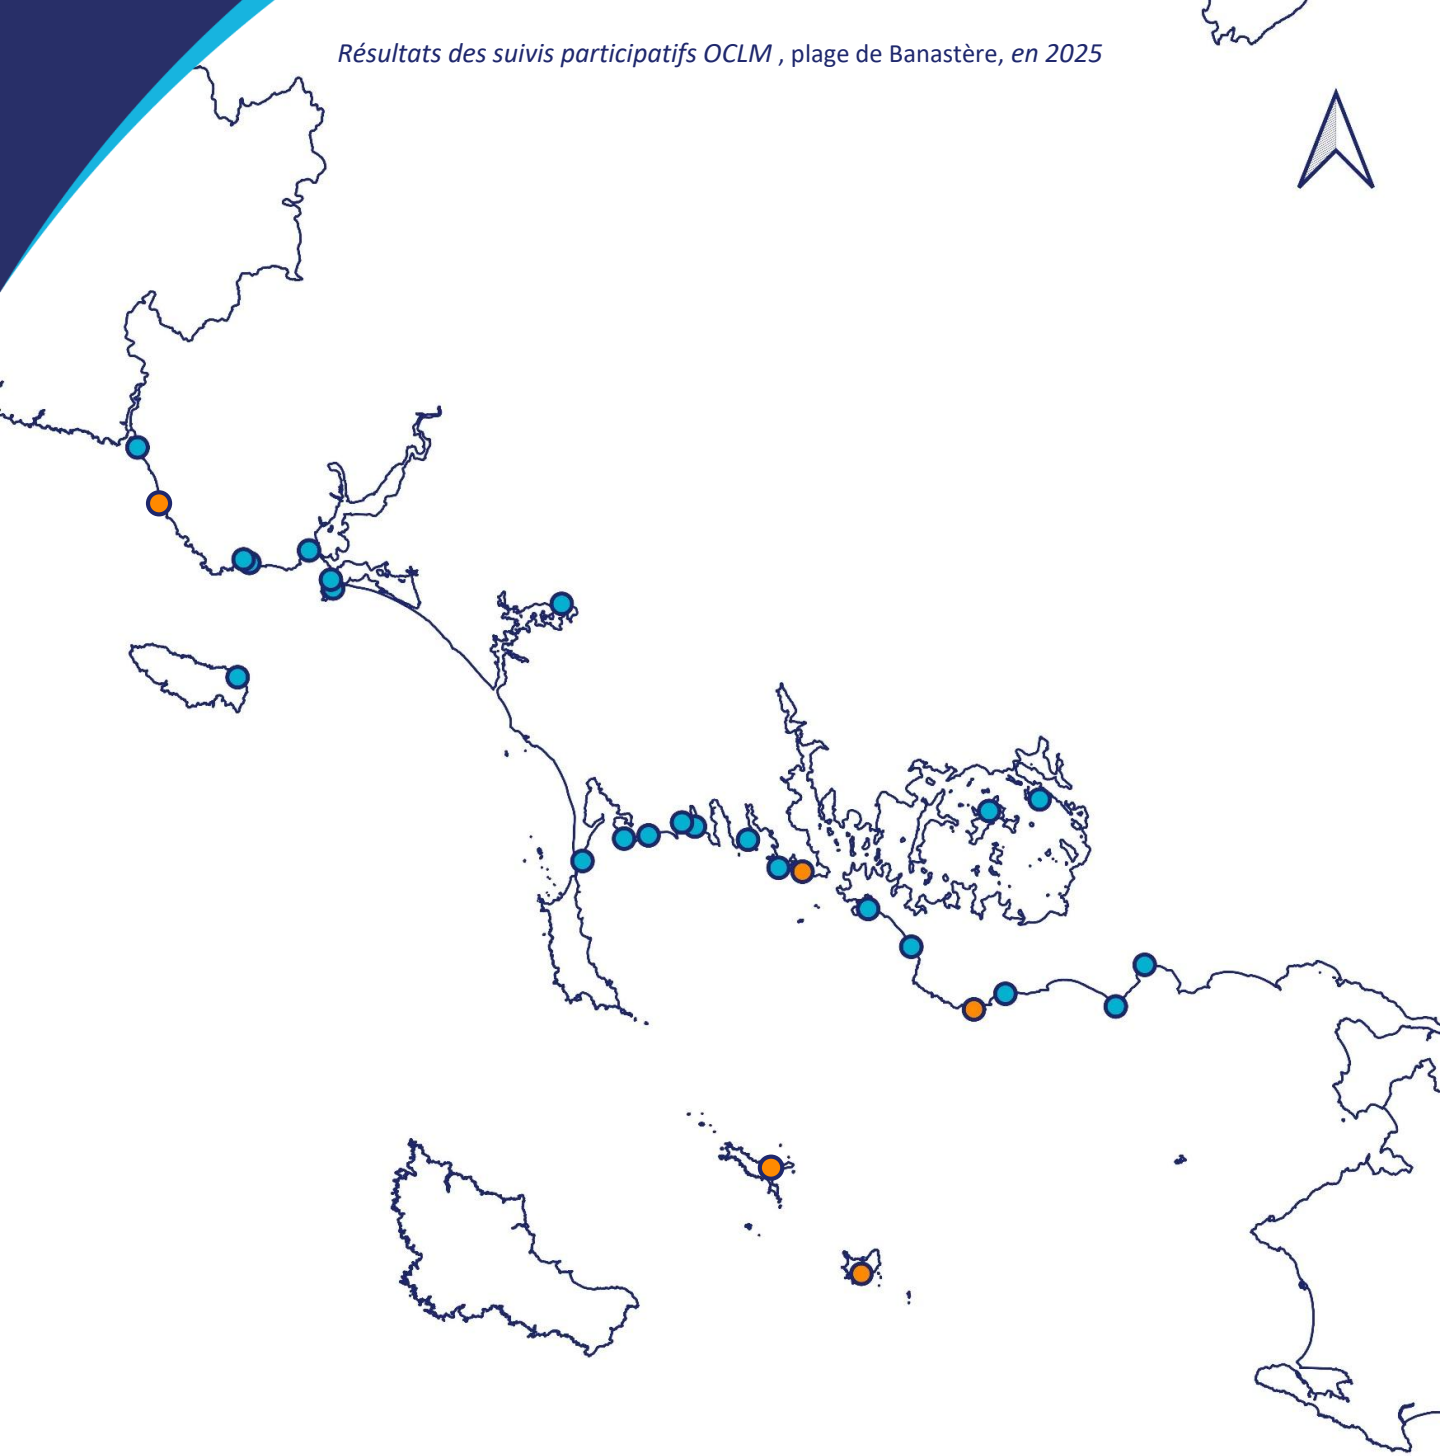 Résultats des suivis participatifs OCLM , plage de Banastère, en 2025